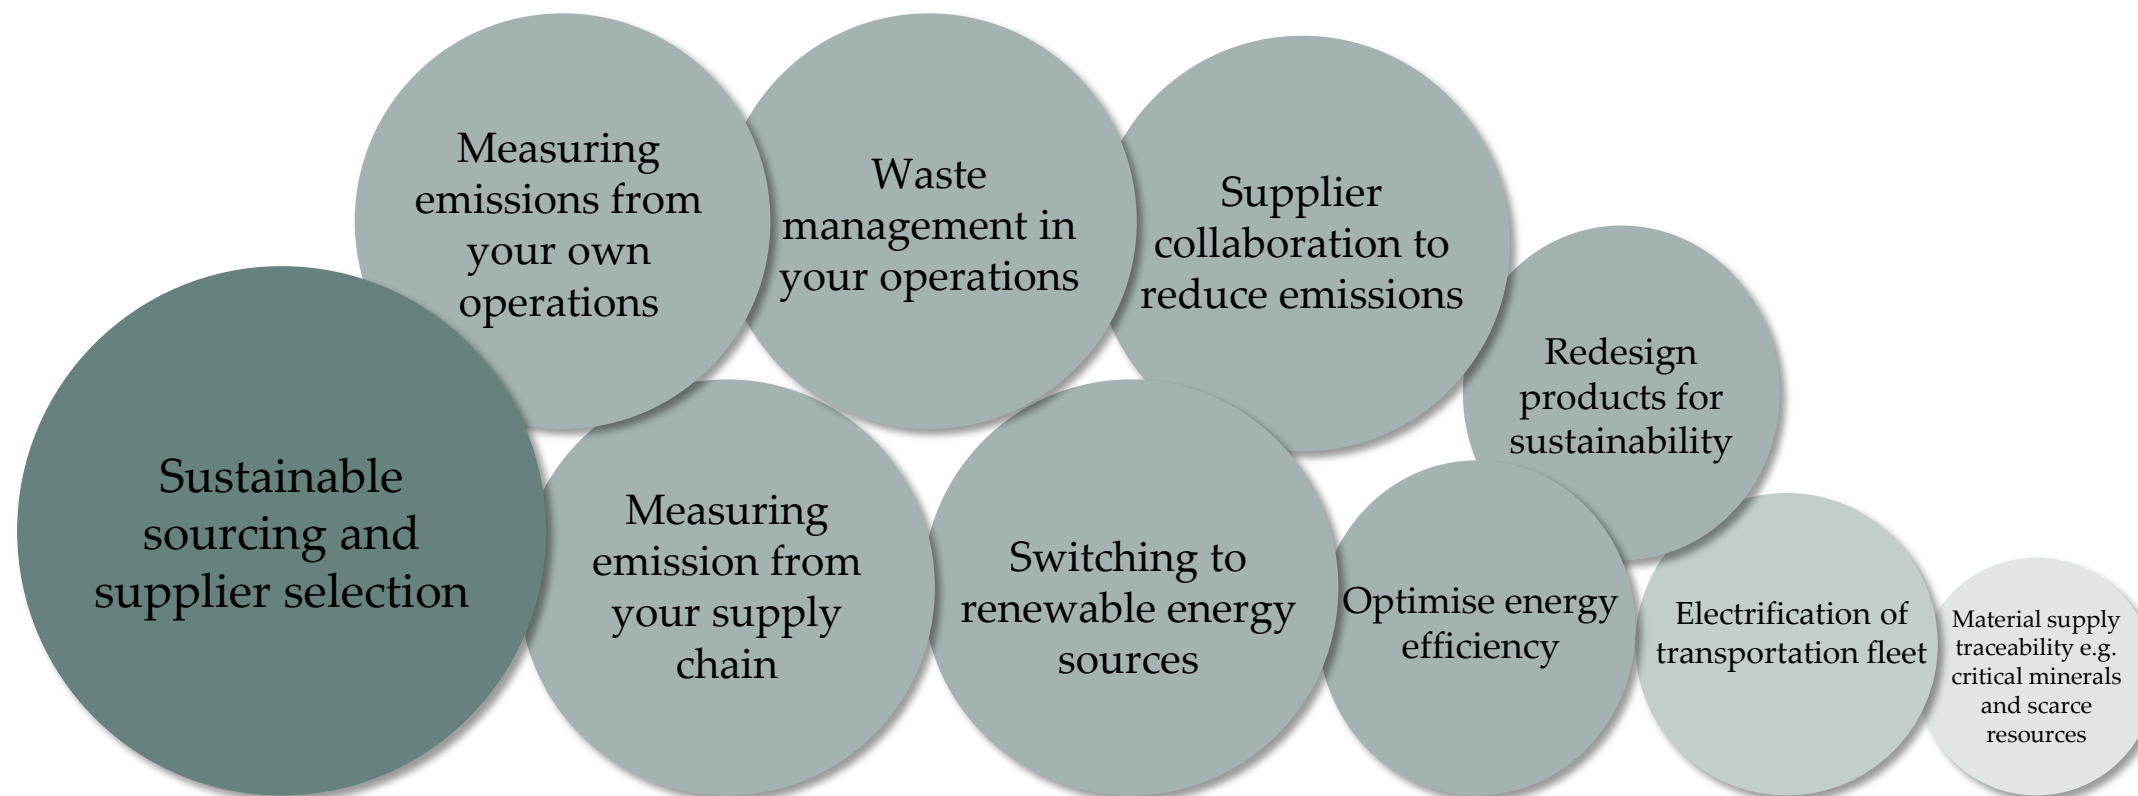 Measuring
emissions from
your own
operations
Waste
management in
your operations
Supplier
collaboration to
reduce emissions
Redesign
products for
sustainability
Sustainable
sourcing and
supplier selection
Measuring
emission from
your supply
chain
Switching to
renewable energy
sources
Optimise energy
efficiency
Electrification of
transportation fleet
Material supply
traceability e.g.
critical minerals
and scarce
resources